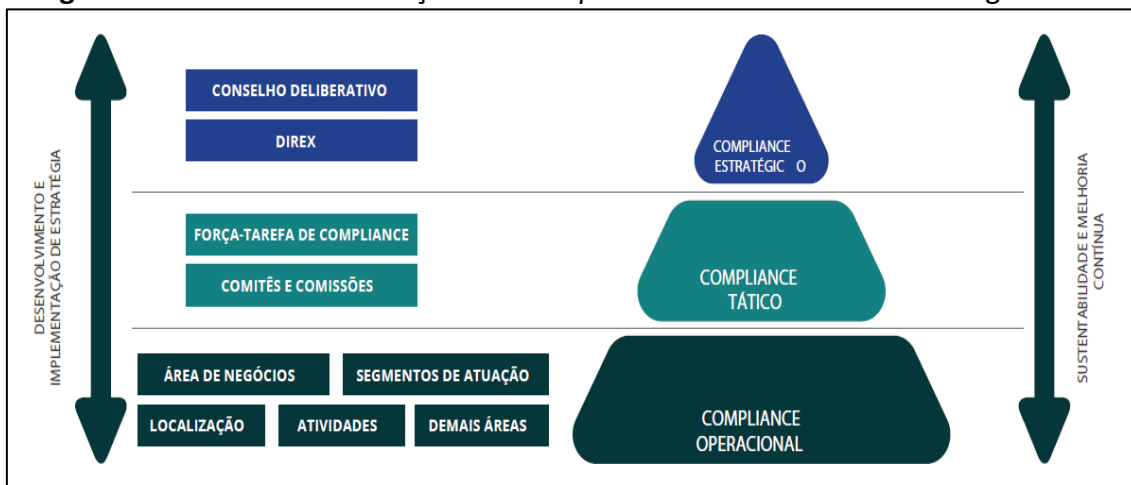 DESENVOLVIMENTO E
IMPLEMENTAÇÃO DE ESTRATÉGIA
CONSELHO DELIBERATIVO
DIREX
COMPLIANCE
ESTRATÉGIC O
FORÇA-TAREFA DE COMPLIANCE
COMITÊS E COMISSÕES
COMPLIANCE
TÁTICO
ÁREA DE NEGÓCIOS
SEGMENTOS DE ATUAÇÃO
LOCALIZAÇÃO
ATIVIDADES
DEMAIS ÁREAS
COMPLIANCE
OPERACIONAL
SUSTENTABILIDADE E MELHORIA
CONTÍNUA